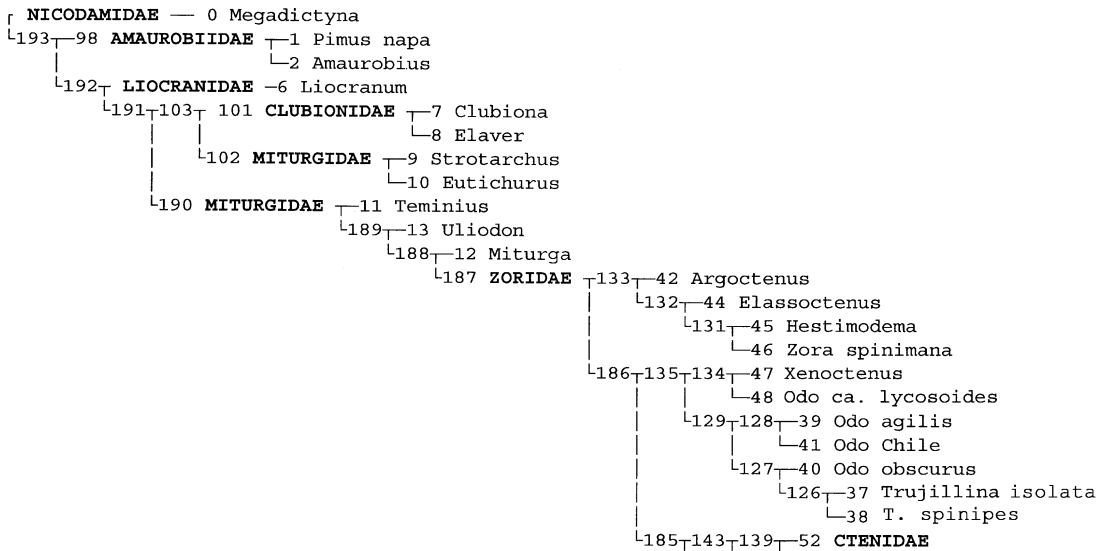 ┌ NICODAMIDAE ── 0 Megadictyna
└193┬─98 AMAUROBIIDAE ┬─1 Pimus napa
└─2 Amaurobius
└192┬ LIOCRANIDAE ─6 Liocranum
└191┬103┬ 101 CLUBIONIDAE ┬─7 Clubiona
└─8 Elaver
└102 MITURGIDAE ┬─9 Strotarchus
└─10 Eutichurus
└190 MITURGIDAE ┬─11 Teminius
└189┬─13 Uliodon
└188┬─12 Miturga
└187 ZORIDAE ┬133┬─42 Argoctenus
└132┬─44 Elassoctenus
└131┬─45 Hestimodema
└─46 Zora spinimana
└186┬135┬134┬─47 Xenoctenus
└─48 Odo ca. lycosoides
└129┬128┬─39 Odo agilis
└─41 Odo Chile
└127┬─40 Odo obscurus
└126┬─37 Trujillina isolata
└─38 T. spinipes
└185┬143┬139┬─52 CTENIDAE